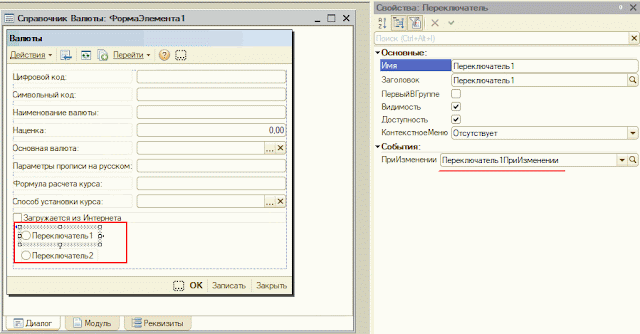 Справочник Валюты: ФормаЭлемента1
Валюты
Действия
Перейти
Цифровой код:
Символьный код:
Наименование валюты:
Наценка:
0,00
Основная валюта:
Параметры прописи на русском:
Формула расчета курса:
Способ установки курса:
Загружается из Интернета
Переключатель1
Переключатель2
OK
Записать
Закрыть
Диалог
Модуль
Реквизиты
Свойства: Переключатель
Поиск (Ctrl+Alt+I)
Основные:
Имя Переключатель1
Заголовок Переключатель1
ПервыйВГруппе
Видимость
Доступность
КонтекстноеМеню Отсутствует
События:
ПриИзменении Переключатель1ПриИзменении